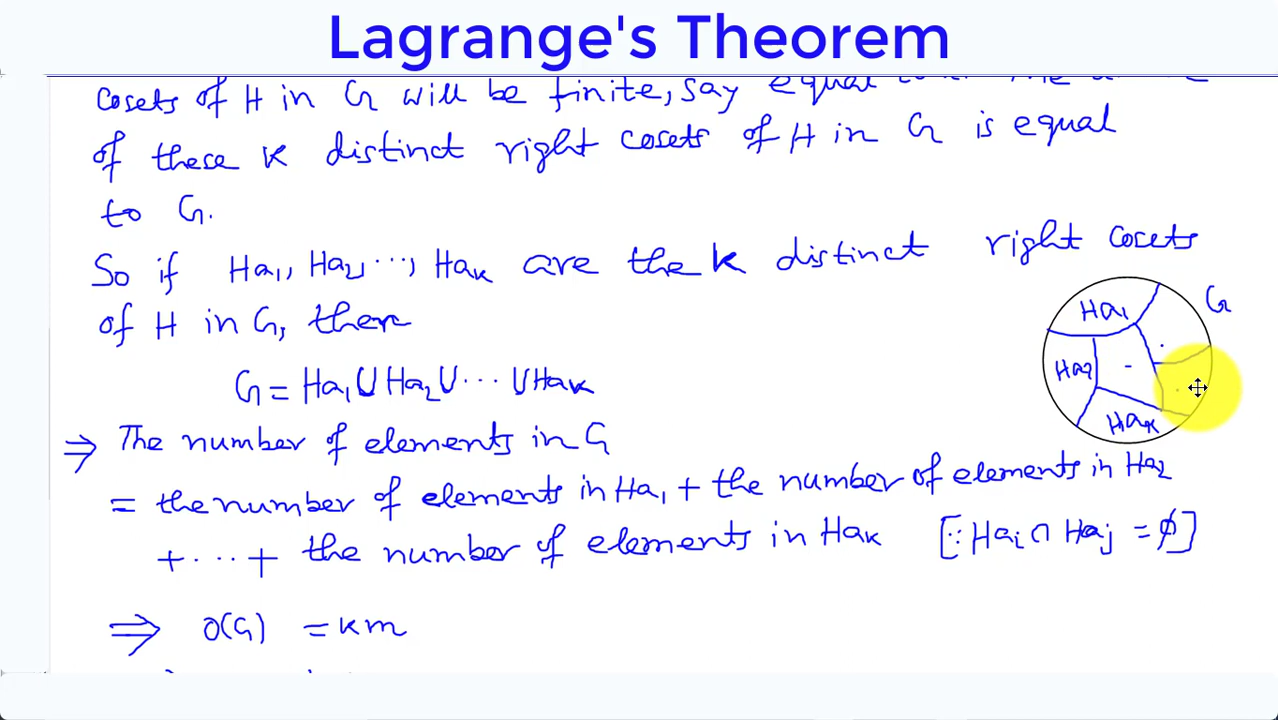 Lagrange's Theorem
cosets of H in G will be finite, say equal
of these K distinct right cosets of H in G is equal
to G.
So if Ha₁, Ha₂, ..., Haₖ are the K distinct right cosets
of H in G, then
G = Ha₁ ∪ Ha₂ ∪ ... ∪ Haₖ
⇒ The number of elements in G
= the number of elements in Ha₁ + the number of elements in Ha₂
+ ... + the number of elements in Haₖ [∵ Haᵢ ∩ Haⱼ = ϕ]
⇒ O(G) = km
G
Ha₁
Ha₂
Haₖ